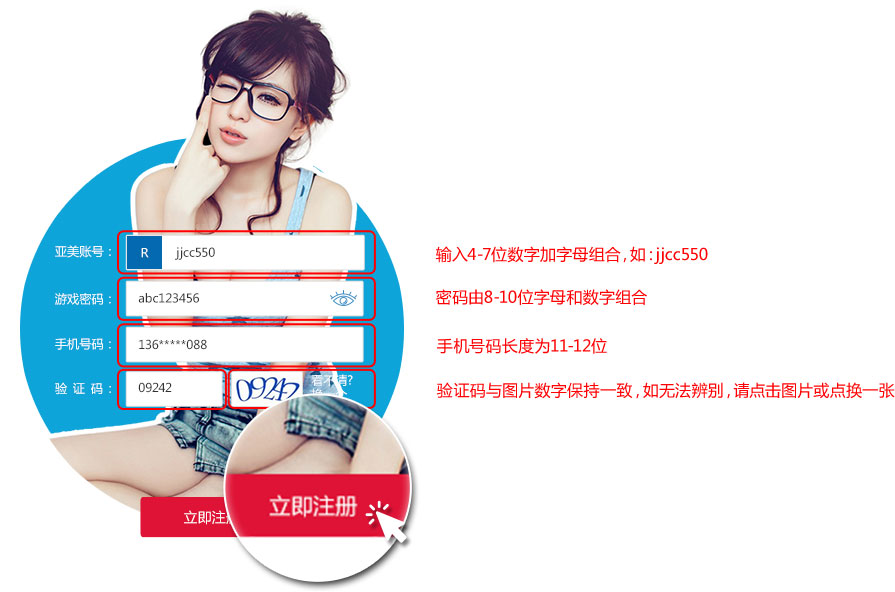 亚美账号： R jjcc550 输入4-7位数字加字母组合,如:jjcc550
游戏密码： abc123456 密码由8-10位字母和数字组合
手机号码： 136*****088 手机号码长度为11-12位
验 证 码： 09242 09242 看不清? 验证码与图片数字保持一致,如无法辨别,请点击图片或点换一张
立即注册
立即注